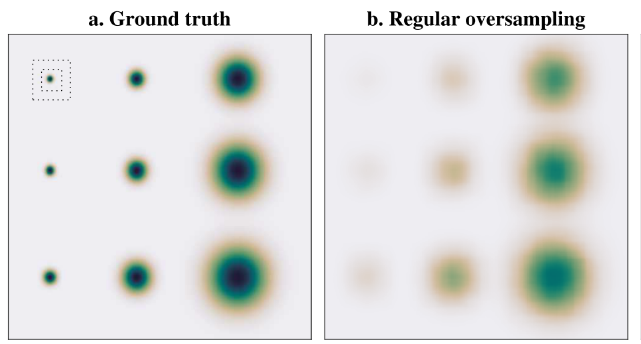 a. Ground truth
b. Regular oversampling